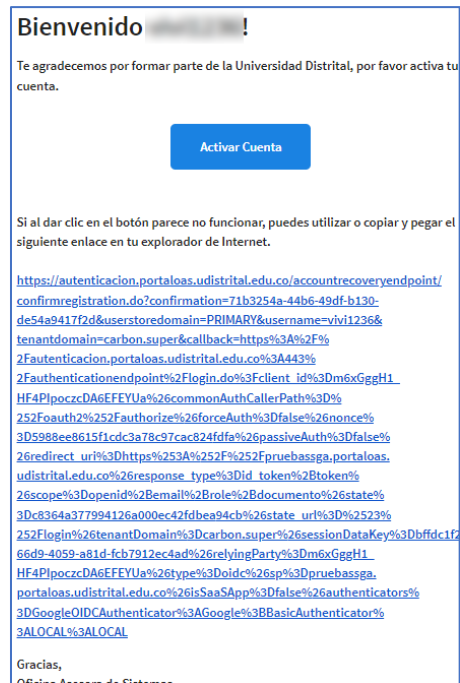 Bienvenido !
Te agradecemos por formar parte de la Universidad Distrital, por favor activa tu
cuenta.
Activar Cuenta
Si al dar clic en el botón parece no funcionar, puedes utilizar o copiar y pegar el
siguiente enlace en tu explorador de Internet.
https://autenticacion.portaloas.udistrital.edu.co/accountrecoveryendpoint/
confirmregistration.do?confirmation=71b3254a-44b6-49df-b130-
de54a9417f2d&userstoredomain=PRIMARY&username=vivi1236&
tenantdomain=carbon.super&callback=https%3A%2F%
2Fautenticacion.portaloas.udistrital.edu.co%3A443%
2Fauthenticationendpoint%2Flogin.do%3Fclient_id%3Dm6xGggH1_
HF4PIpoczcDA6EFEYUa%26commonAuthCallerPath%3D%
252Foauth2%252Fauthorize%26forceAuth%3Dfalse%26nonce%
3D5988ee8615f1cdc3a78c97cac824fdfa%26passiveAuth%3Dfalse%
26redirect_uri%3Dhttps%253A%252F%252Fpruebassga.portaloas.
udistrital.edu.co%26response_type%3Did_token%2Btoken%
26scope%3Dopenid%2Bemail%2Brole%2Bdocumento%26state%
3Dc8364a377994126a000ec42fdbea94cb%26state_url%3D%2523%
252Flogin%26tenantDomain%3Dcarbon.super%26sessionDataKey%3Dbffdc1f2
66d9-4059-a81d-fcb7912ec4ad%26relyingParty%3Dm6xGggH1_
HF4PIpoczcDA6EFEYUa%26type%3Doidc%26sp%3Dpruebassga.
portaloas.udistrital.edu.co%26isSaaSApp%3Dfalse%26authenticators%
3DGoogleOIDCAuthenticator%3AGoogle%3BBasicAuthenticator%
3ALOCAL%3ALOCAL
Gracias,
Oficina Asesora de Sistemas